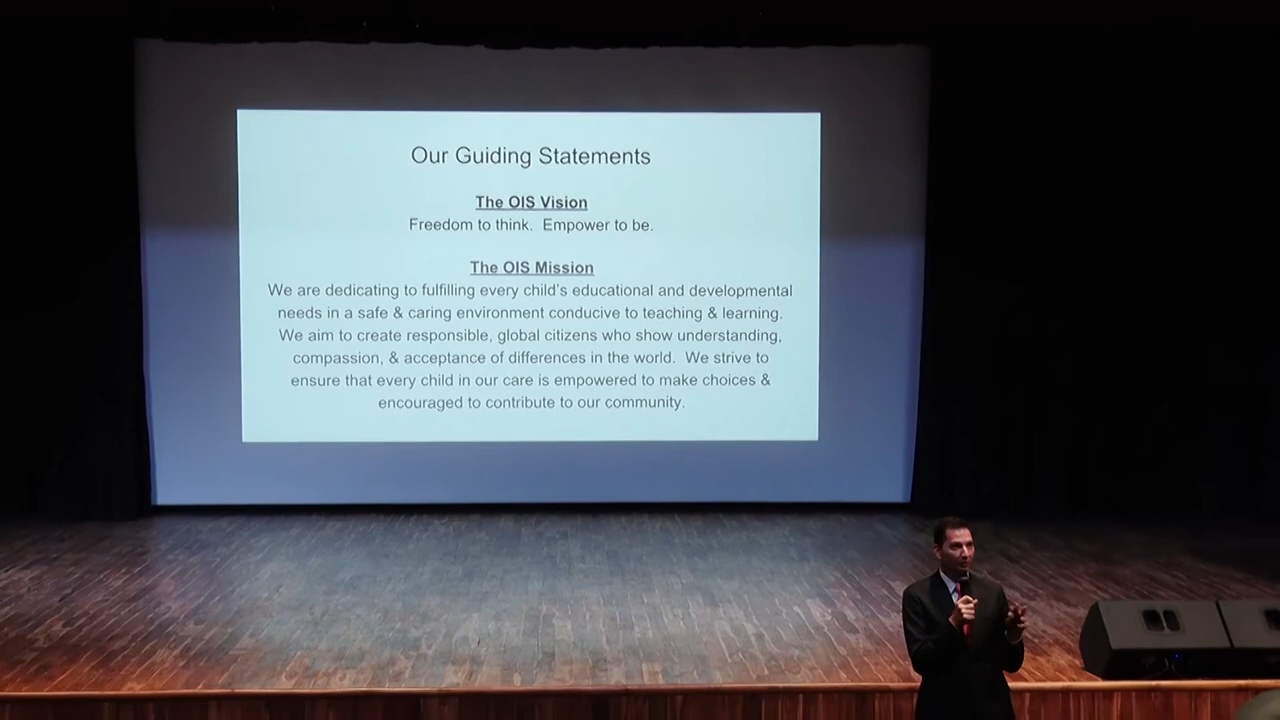 Our Guiding Statements
The OIS Vision
Freedom to think.  Empower to be.
The OIS Mission
We are dedicating to fulfilling every child's educational and developmental
needs in a safe & caring environment conducive to teaching & learning.
We aim to create responsible, global citizens who show understanding,
compassion, & acceptance of differences in the world.  We strive to
ensure that every child in our care is empowered to make choices &
encouraged to contribute to our community.